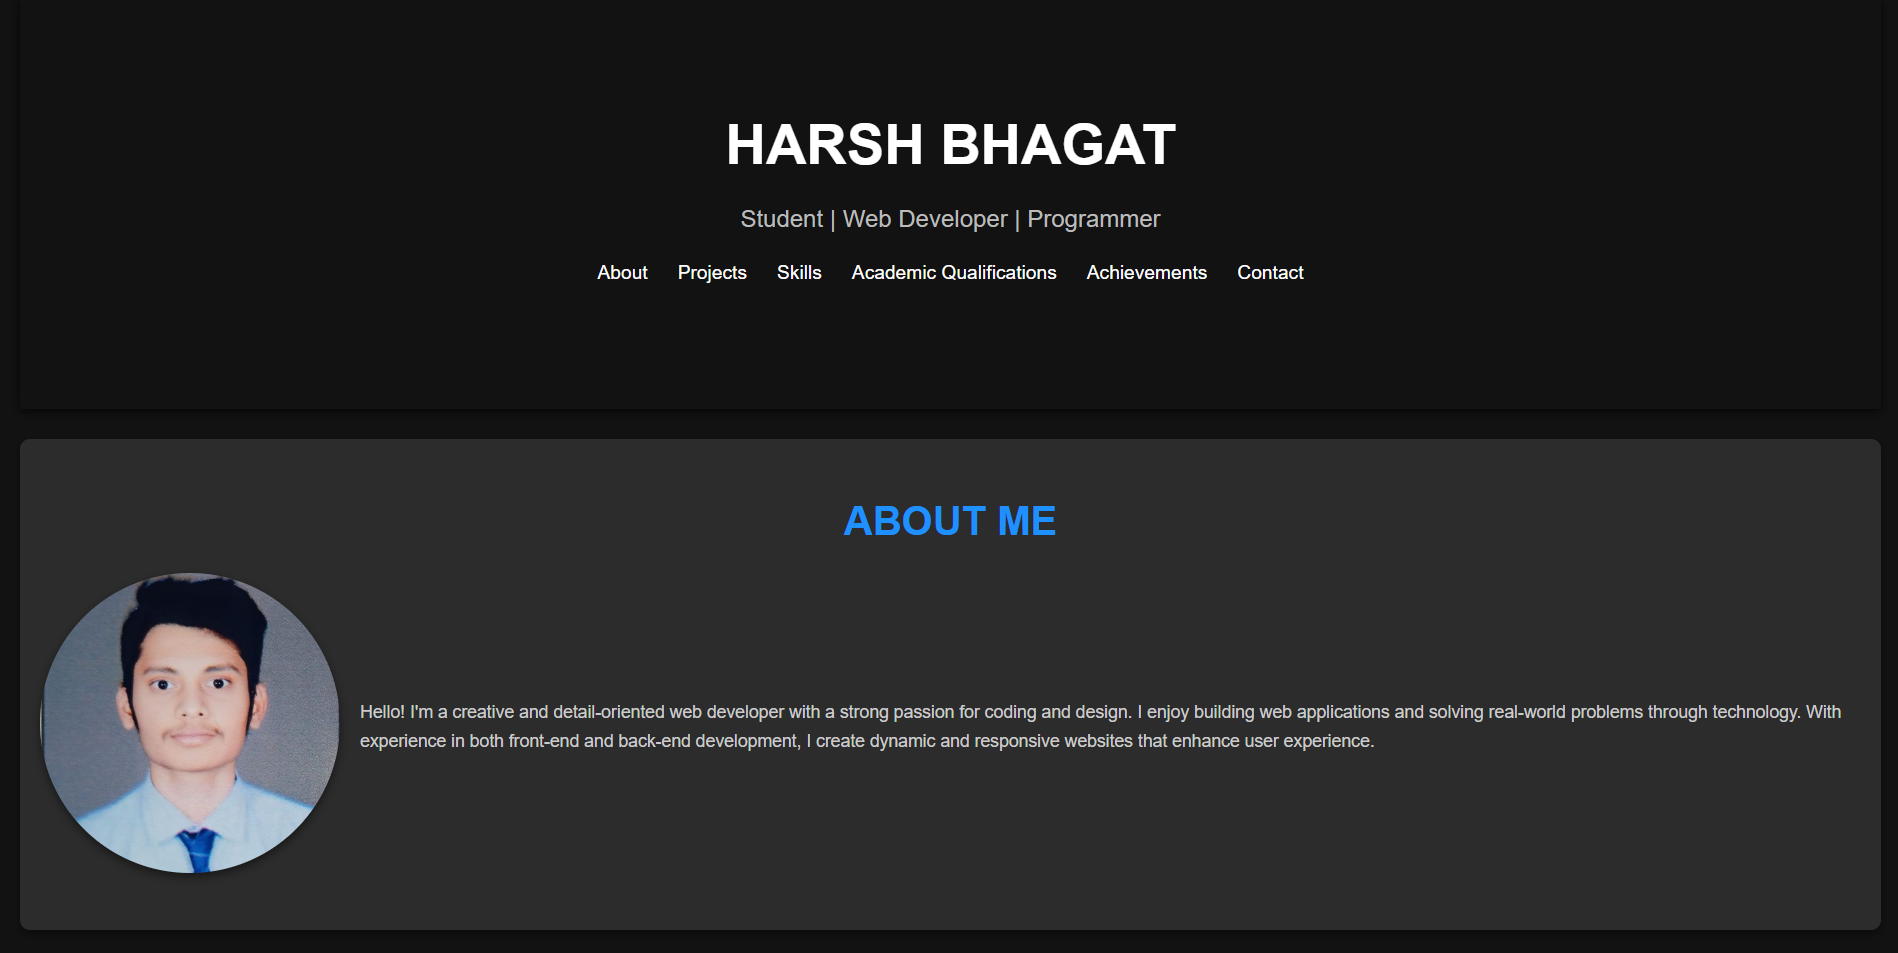 HARSH BHAGAT
Student | Web Developer | Programmer
About Projects Skills Academic Qualifications Achievements Contact
ABOUT ME
Hello! I'm a creative and detail-oriented web developer with a strong passion for coding and design. I enjoy building web applications and solving real-world problems through technology. With
experience in both front-end and back-end development, I create dynamic and responsive websites that enhance user experience.